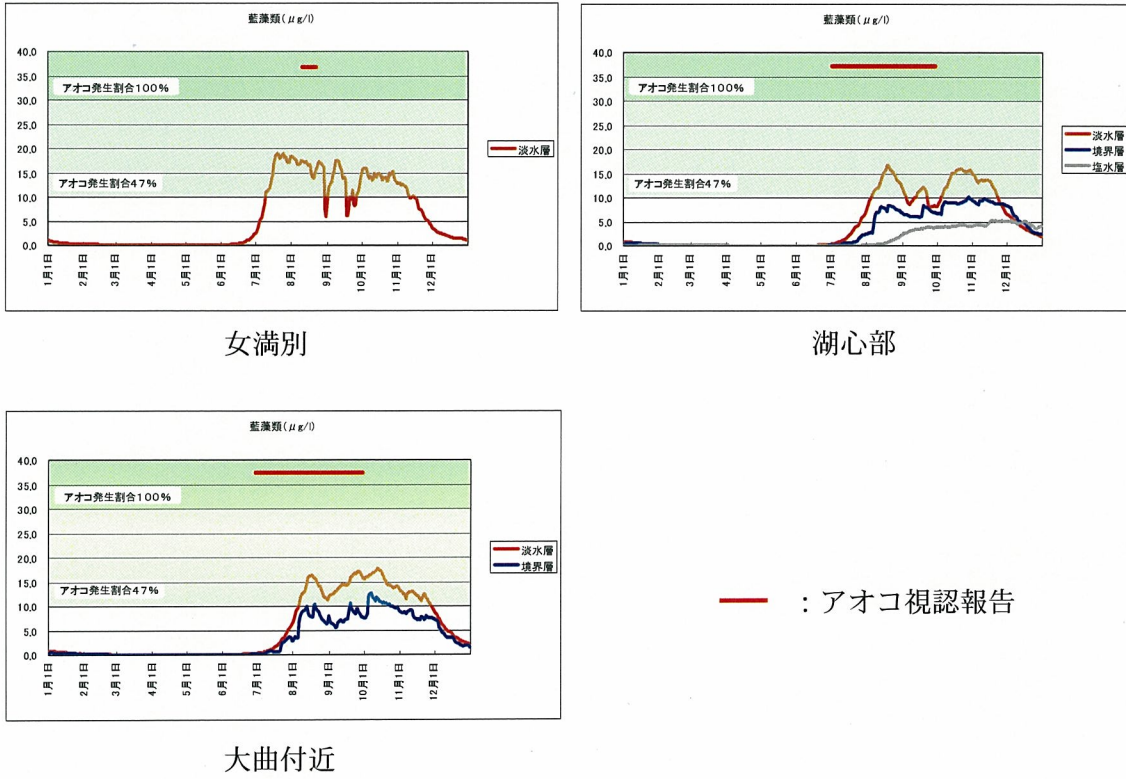 藍藻類(μg/l)
40,0
35,0
30,0
25,0
20,0
15,0
10,0
5,0
0,0
アオコ発生割合100%
アオコ発生割合47%
淡水層
1月1日
2月1日
3月1日
4月1日
5月1日
6月1日
7月1日
8月1日
9月1日
10月1日
11月1日
12月1日
女満別
藍藻類(μg/l)
40,0
35,0
30,0
25,0
20,0
15,0
10,0
5,0
0,0
アオコ発生割合100%
アオコ発生割合47%
淡水層
境界層
塩水層
1月1日
2月1日
3月1日
4月1日
5月1日
6月1日
7月1日
8月1日
9月1日
10月1日
11月1日
12月1日
湖心部
藍藻類(μg/l)
40,0
35,0
30,0
25,0
20,0
15,0
10,0
5,0
0,0
アオコ発生割合100%
アオコ発生割合47%
淡水層
境界層
1月1日
2月1日
3月1日
4月1日
5月1日
6月1日
7月1日
8月1日
9月1日
10月1日
11月1日
12月1日
大曲付近
：アオコ視認報告